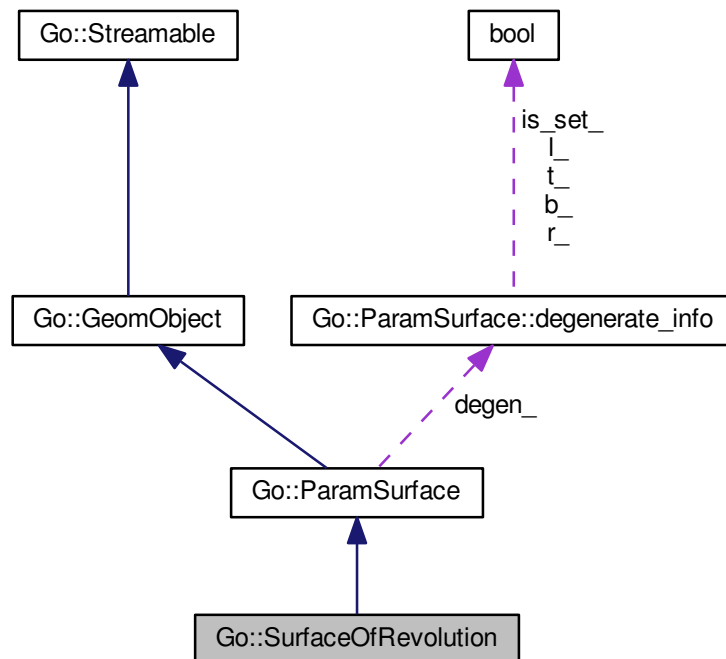 Go::Streamable
bool
is_set_
l_
t_
b_
r_
Go::GeomObject
Go::ParamSurface::degenerate_info
degen_
Go::ParamSurface
Go::SurfaceOfRevolution